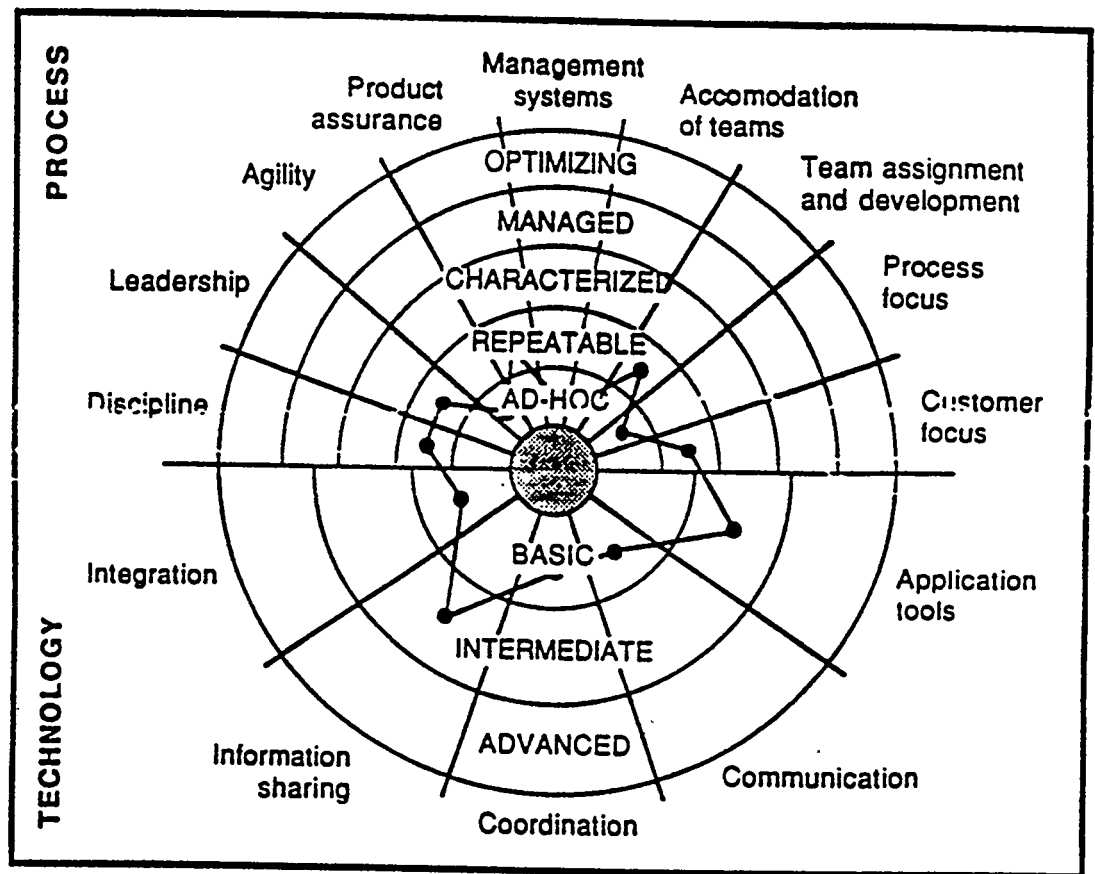 PROCESS
Management
systems
Product
assurance
Accomodation
of teams
Agility
Team assignment
and development
Leadership
Process
focus
Discipline
Customer
focus
OPTIMIZING
MANAGED
CHARACTERIZED
REPEATABLE
AD-HOC
BASIC
INTERMEDIATE
ADVANCED
TECHNOLOGY
Integration
Application
tools
Information
sharing
Communication
Coordination